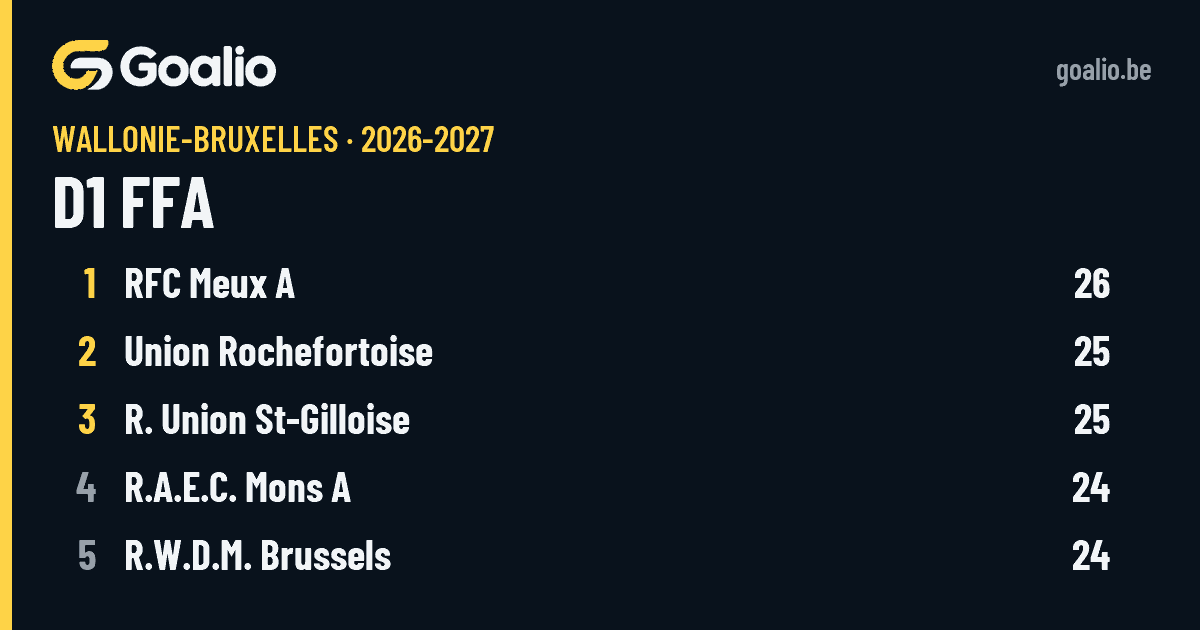 Goalio
goalio.be
WALLONIE-BRUXELLES · 2026-2027
D1 FFA
1 RFC Meux A 26
2 Union Rochefortoise 25
3 R. Union St-Gilloise 25
4 R.A.E.C. Mons A 24
5 R.W.D.M. Brussels 24